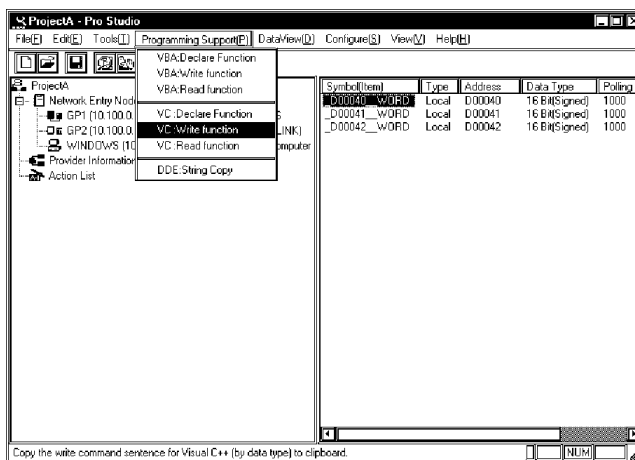 ProjectA - Pro Studio
File(F) Edit(E) Tools(T) Programming Support(P) DataView(D) Configure(S) View(V) Help(H)
VBA:Declare Function
VBA:Write function
VBA:Read function
VC:Declare Function
VC:Write function
VC:Read function
DDE:String Copy
ProjectA
Network Entry Nod
GP1 (10.100.0. S
GP2 (10.100.0. LINK)
WINDOWS (10 omputer
Provider Information
Action List
Symbol(Item) Type Address Data Type Polling
_D00040__WORD Local D00040 16 Bit(Signed) 1000
_D00041__WORD Local D00041 16 Bit(Signed) 1000
_D00042__WORD Local D00042 16 Bit(Signed) 1000
Copy the write command sentence for Visual C++ (by data type) to clipboard.
NUM